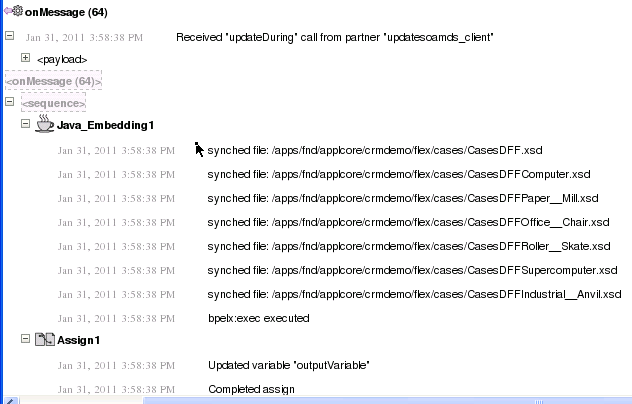 onMessage (64)
Jan 31, 2011 3:58:38 PM Received "updateDuring" call from partner "updatesoamds_client"
<payload>
<onMessage (64)>
<sequence>
Java_Embedding1
Jan 31, 2011 3:58:38 PM synched file: /apps/fnd/applcore/crmdemo/flex/cases/CasesDFF.xsd
Jan 31, 2011 3:58:38 PM synched file: /apps/fnd/applcore/crmdemo/flex/cases/CasesDFFComputer.xsd
Jan 31, 2011 3:58:38 PM synched file: /apps/fnd/applcore/crmdemo/flex/cases/CasesDFFPaper__Mill.xsd
Jan 31, 2011 3:58:38 PM synched file: /apps/fnd/applcore/crmdemo/flex/cases/CasesDFFOffice__Chair.xsd
Jan 31, 2011 3:58:38 PM synched file: /apps/fnd/applcore/crmdemo/flex/cases/CasesDFFRoller__Skate.xsd
Jan 31, 2011 3:58:38 PM synched file: /apps/fnd/applcore/crmdemo/flex/cases/CasesDFFSupercomputer.xsd
Jan 31, 2011 3:58:38 PM synched file: /apps/fnd/applcore/crmdemo/flex/cases/CasesDFFIndustrial__Anvil.xsd
Jan 31, 2011 3:58:38 PM bpelx:exec executed
Assign1
Jan 31, 2011 3:58:38 PM Updated variable "outputVariable"
Jan 31, 2011 3:58:38 PM Completed assign